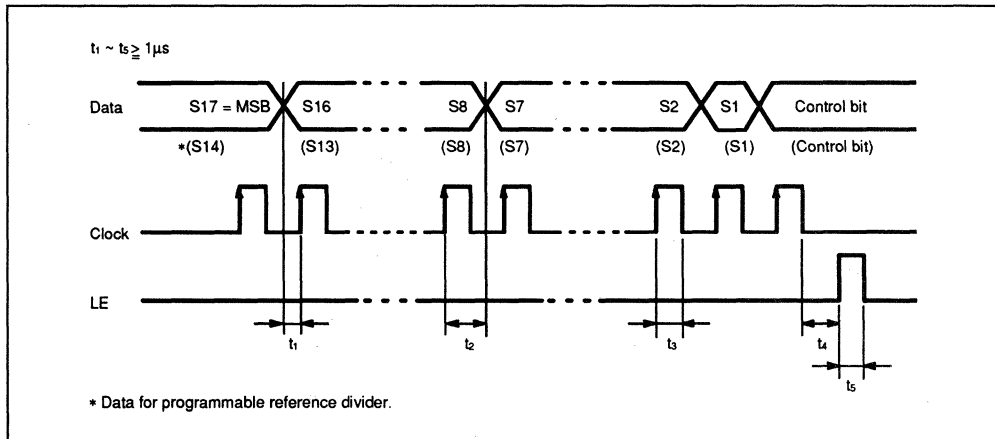 t1 ~ t5 ≧ 1µs
Data
S17 = MSB
S16
S8
S7
S2
S1
Control bit
*(S14)
(S13)
(S8)
(S7)
(S2)
(S1)
(Control bit)
Clock
LE
t1
t2
t3
t4
t5
* Data for programmable reference divider.